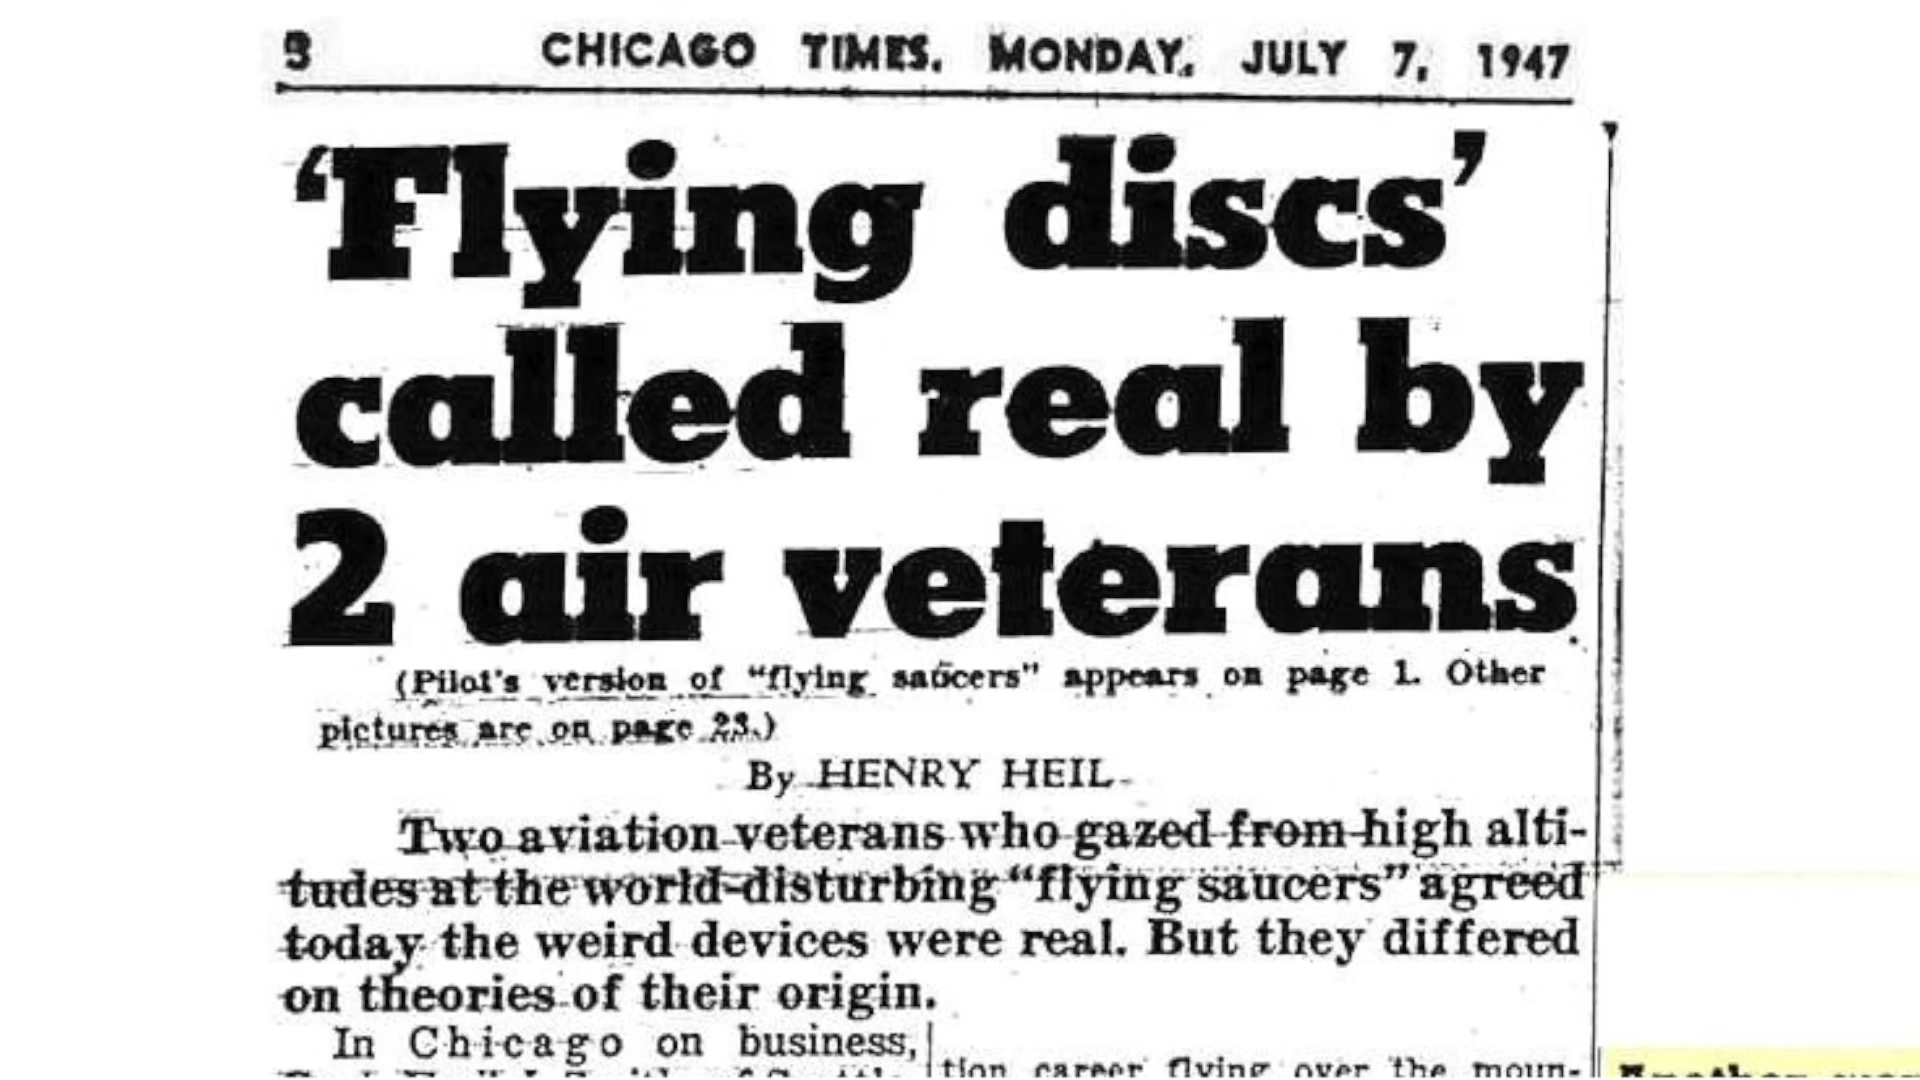 3 CHICAGO TIMES, MONDAY, JULY 7, 1947
'Flying discs'
called real by
2 air veterans
(Pilot's version of "flying saucers" appears on page 1. Other
pictures are on page 23.)
By HENRY HEIL
Two aviation veterans who gazed from high alti-
tudes at the world-disturbing "flying saucers" agreed
today the weird devices were real. But they differed
on theories of their origin.
In Chicago on business,
tion career flying over the moun-